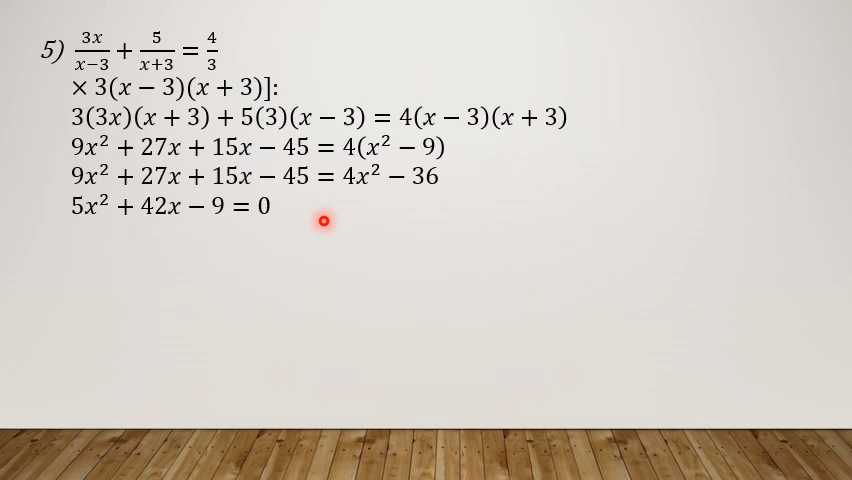 5) 3x/(x−3) + 5/(x+3) = 4/3
× 3(x − 3)(x + 3)]:
3(3x)(x + 3) + 5(3)(x − 3) = 4(x − 3)(x + 3)
9x² + 27x + 15x − 45 = 4(x² − 9)
9x² + 27x + 15x − 45 = 4x² − 36
5x² + 42x − 9 = 0